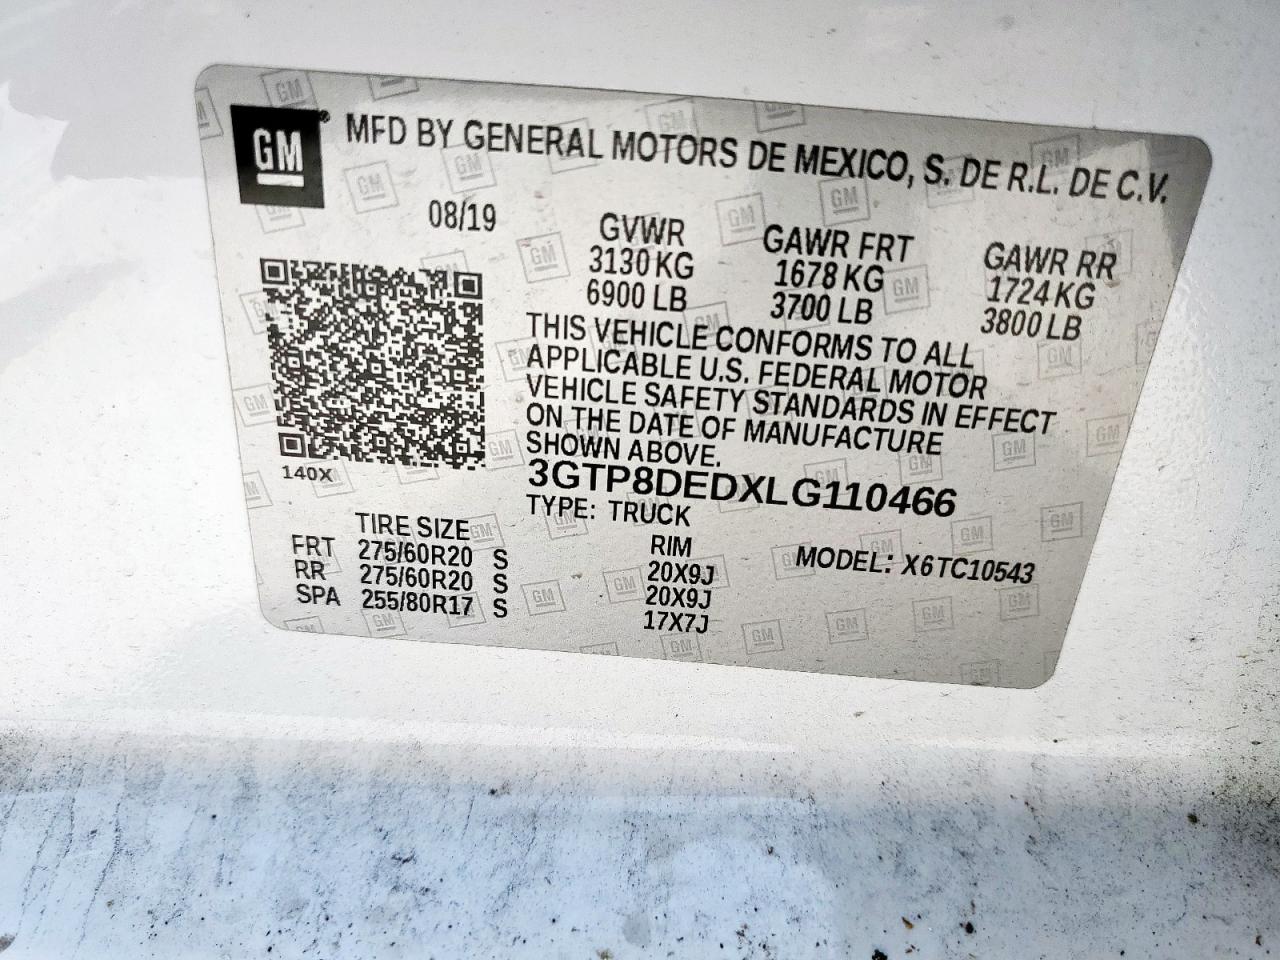 GM® MFD BY GENERAL MOTORS DE MEXICO, S. DE R.L. DE C.V.
08/19
GVWR GAWR FRT GAWR RR
3130 KG 1678 KG 1724 KG
6900 LB 3700 LB 3800 LB
THIS VEHICLE CONFORMS TO ALL
APPLICABLE U.S. FEDERAL MOTOR
VEHICLE SAFETY STANDARDS IN EFFECT
ON THE DATE OF MANUFACTURE
SHOWN ABOVE.
140X
3GTP8DEDXLG110466
TYPE: TRUCK
MODEL: X6TC10543
TIRE SIZE RIM
FRT 275/60R20 S 20X9J
RR 275/60R20 S 20X9J
SPA 255/80R17 S 17X7J